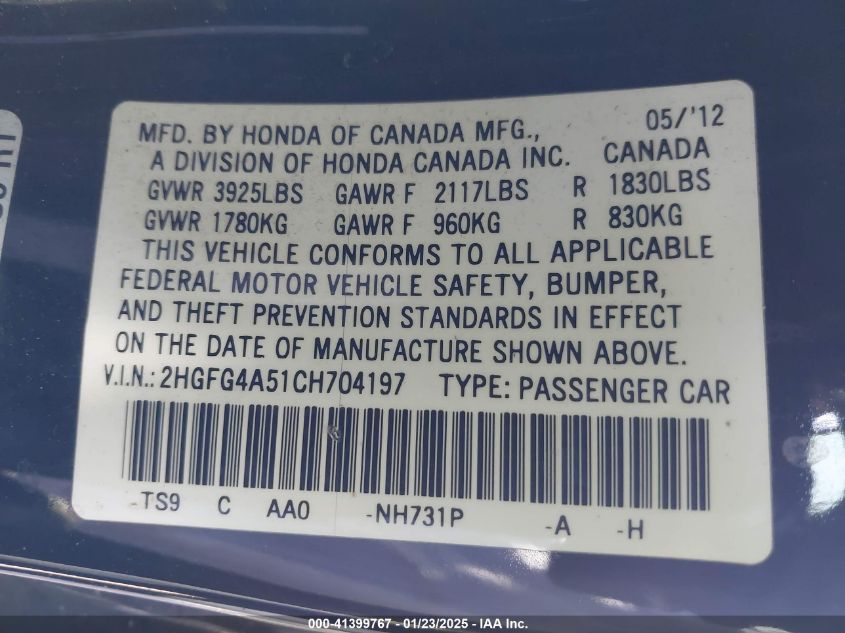 MFD. BY HONDA OF CANADA MFG., 05/'12
A DIVISION OF HONDA CANADA INC. CANADA
GVWR 3925LBS GAWR F 2117LBS R 1830LBS
GVWR 1780KG GAWR F 960KG R 830KG
THIS VEHICLE CONFORMS TO ALL APPLICABLE
FEDERAL MOTOR VEHICLE SAFETY, BUMPER,
AND THEFT PREVENTION STANDARDS IN EFFECT
ON THE DATE OF MANUFACTURE SHOWN ABOVE.
V.I.N.: 2HGFG4A51CH704197 TYPE: PASSENGER CAR
-TS9 C AA0 -NH731P -A -H
000-41399767 - 01/23/2025 - IAA Inc.